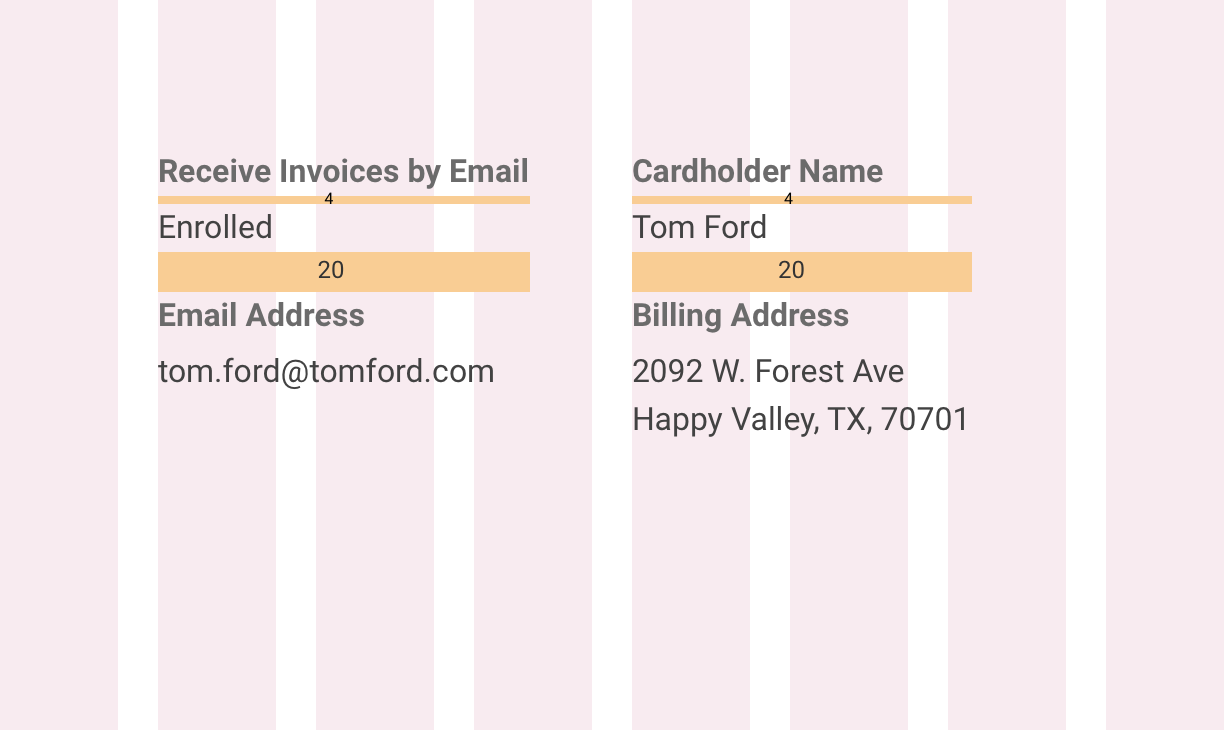 Receive Invoices by Email
4
Enrolled
20
Email Address
tom.ford@tomford.com
Cardholder Name
4
Tom Ford
20
Billing Address
2092 W. Forest Ave
Happy Valley, TX, 70701